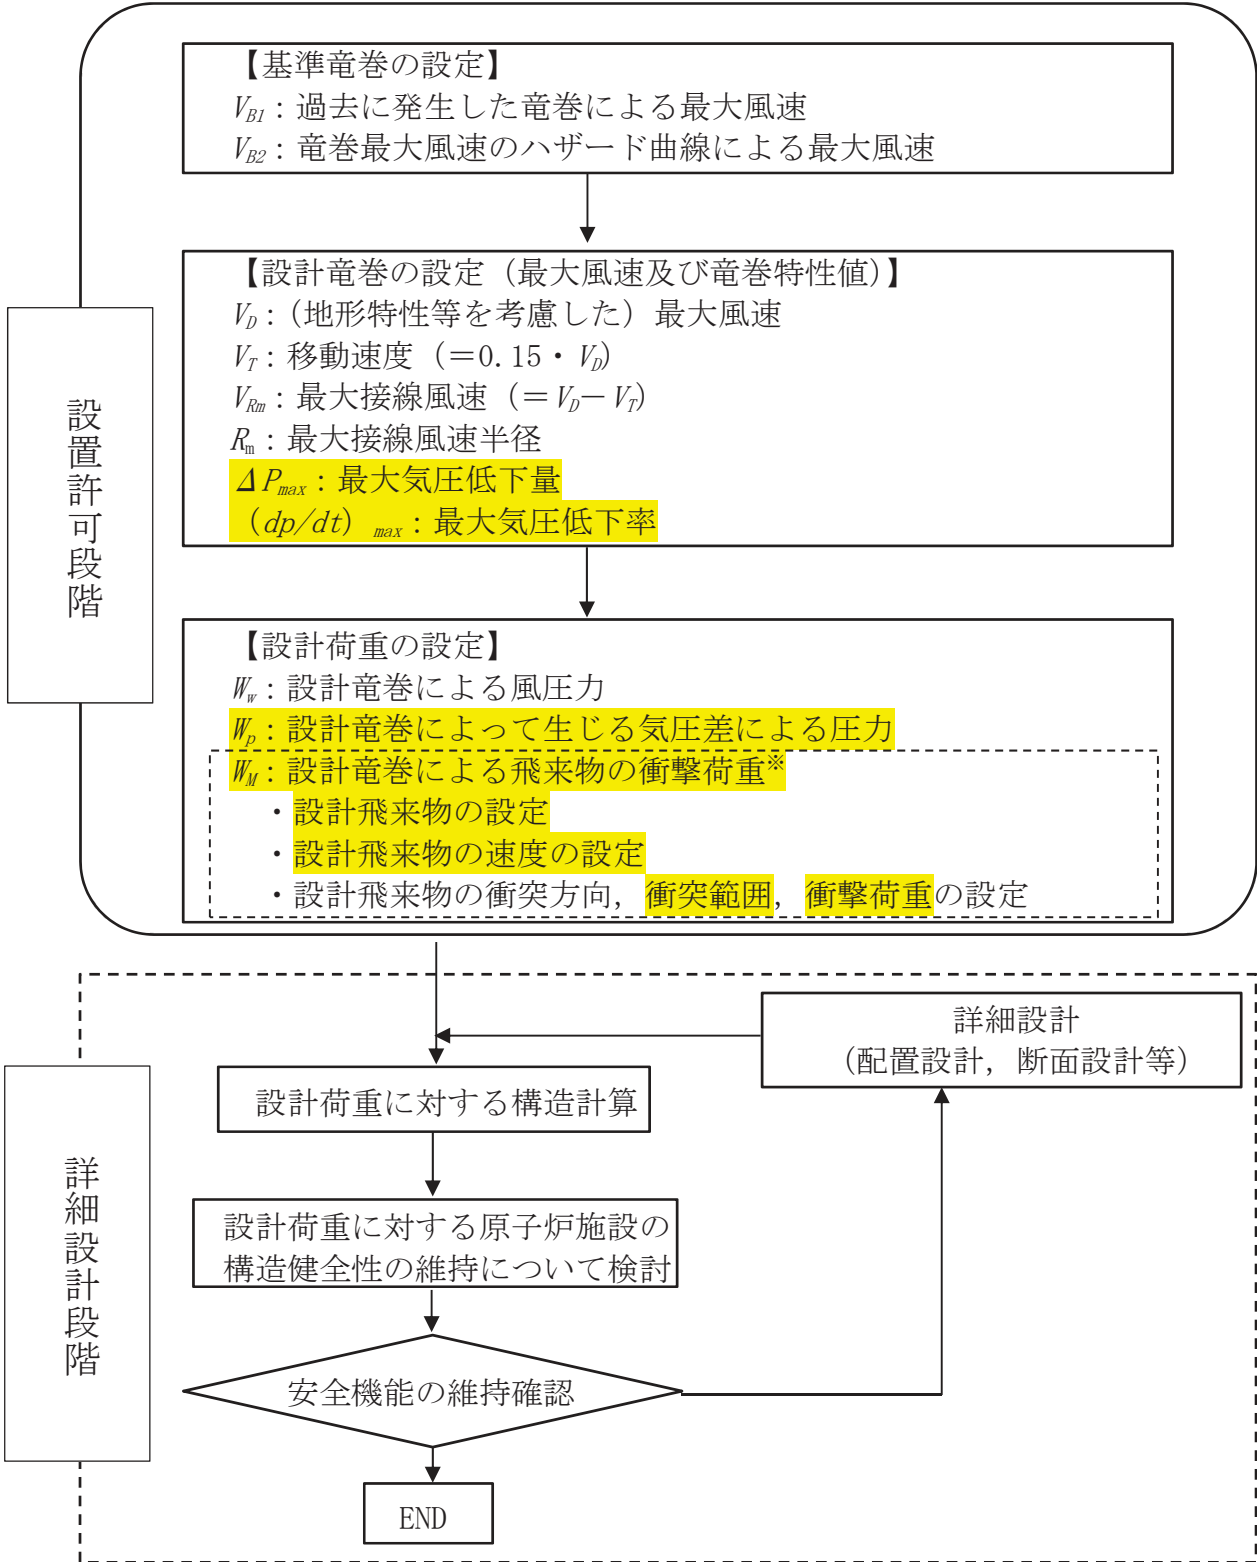 【基準竜巻の設定】
VB1：過去に発生した竜巻による最大風速
VB2：竜巻最大風速のハザード曲線による最大風速
【設計竜巻の設定（最大風速及び竜巻特性値）】
VD：（地形特性等を考慮した）最大風速
VT：移動速度（＝0.15・VD）
VRm：最大接線風速（＝VD－VT）
Rm：最大接線風速半径
ΔPmax：最大気圧低下量
（dp/dt）max：最大気圧低下率
設置許可段階
【設計荷重の設定】
Ww：設計竜巻による風圧力
Wp：設計竜巻によって生じる気圧差による圧力
WM：設計竜巻による飛来物の衝撃荷重※
・設計飛来物の設定
・設計飛来物の速度の設定
・設計飛来物の衝突方向，衝突範囲，衝撃荷重の設定
詳細設計
（配置設計，断面設計等）
設計荷重に対する構造計算
詳細設計段階
設計荷重に対する原子炉施設の
構造健全性の維持について検討
安全機能の維持確認
END